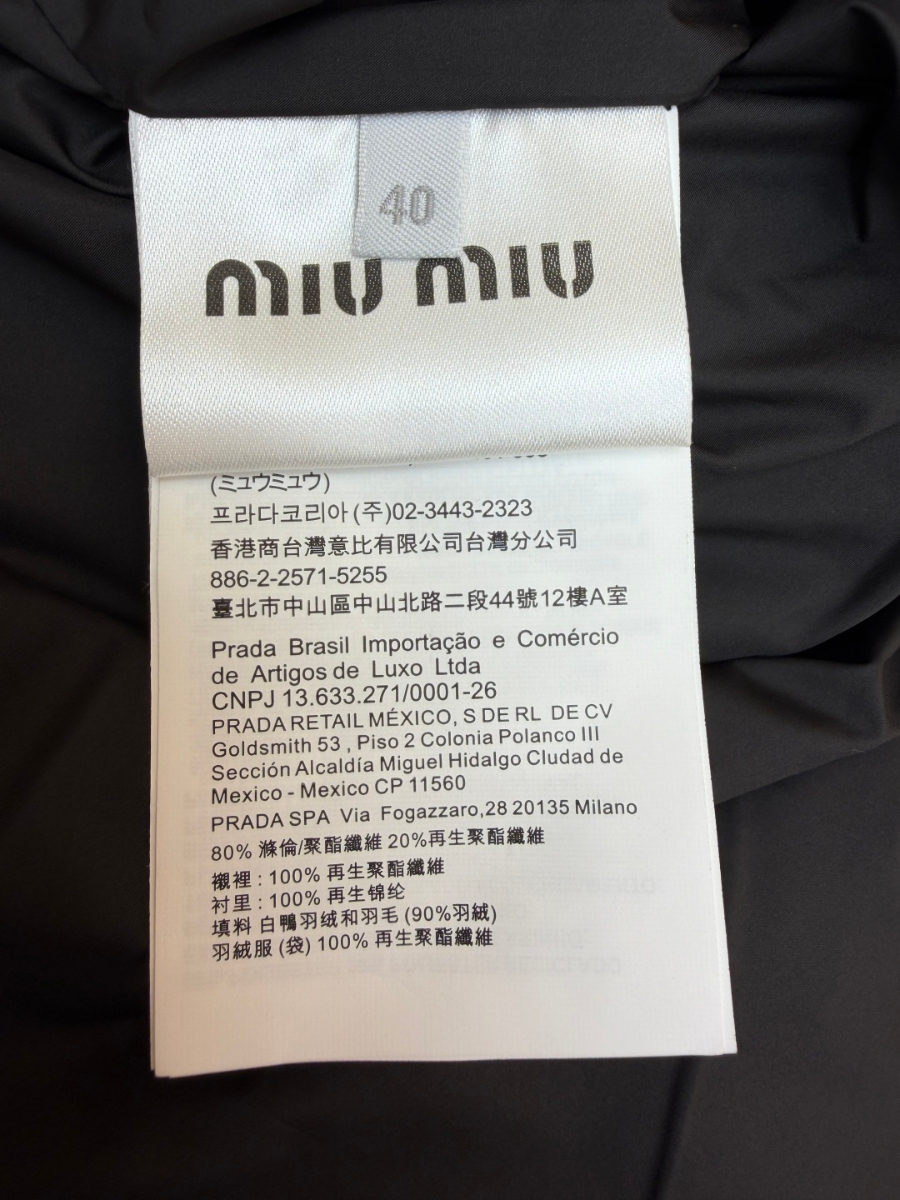 40
miu miu
(ミュウミュウ)
프라다코리아(주)02-3443-2323
香港商台灣意比有限公司台灣分公司
886-2-2571-5255
臺北市中山區中山北路二段44號12樓A室
Prada Brasil Importação e Comércio
de Artigos de Luxo Ltda
CNPJ 13.633.271/0001-26
PRADA RETAIL MÉXICO, S DE RL DE CV
Goldsmith 53 , Piso 2 Colonia Polanco III
Sección Alcaldía Miguel Hidalgo Cludad de
Mexico - Mexico CP 11560
PRADA SPA Via Fogazzaro,28 20135 Milano
80% 滌倫/聚酯纖維 20%再生聚酯纖維
襯裡 : 100% 再生聚酯纖維
衬里 : 100% 再生锦纶
填料 白鴨羽绒和羽毛 (90%羽絨)
羽絨服 (袋) 100% 再生聚酯纖維